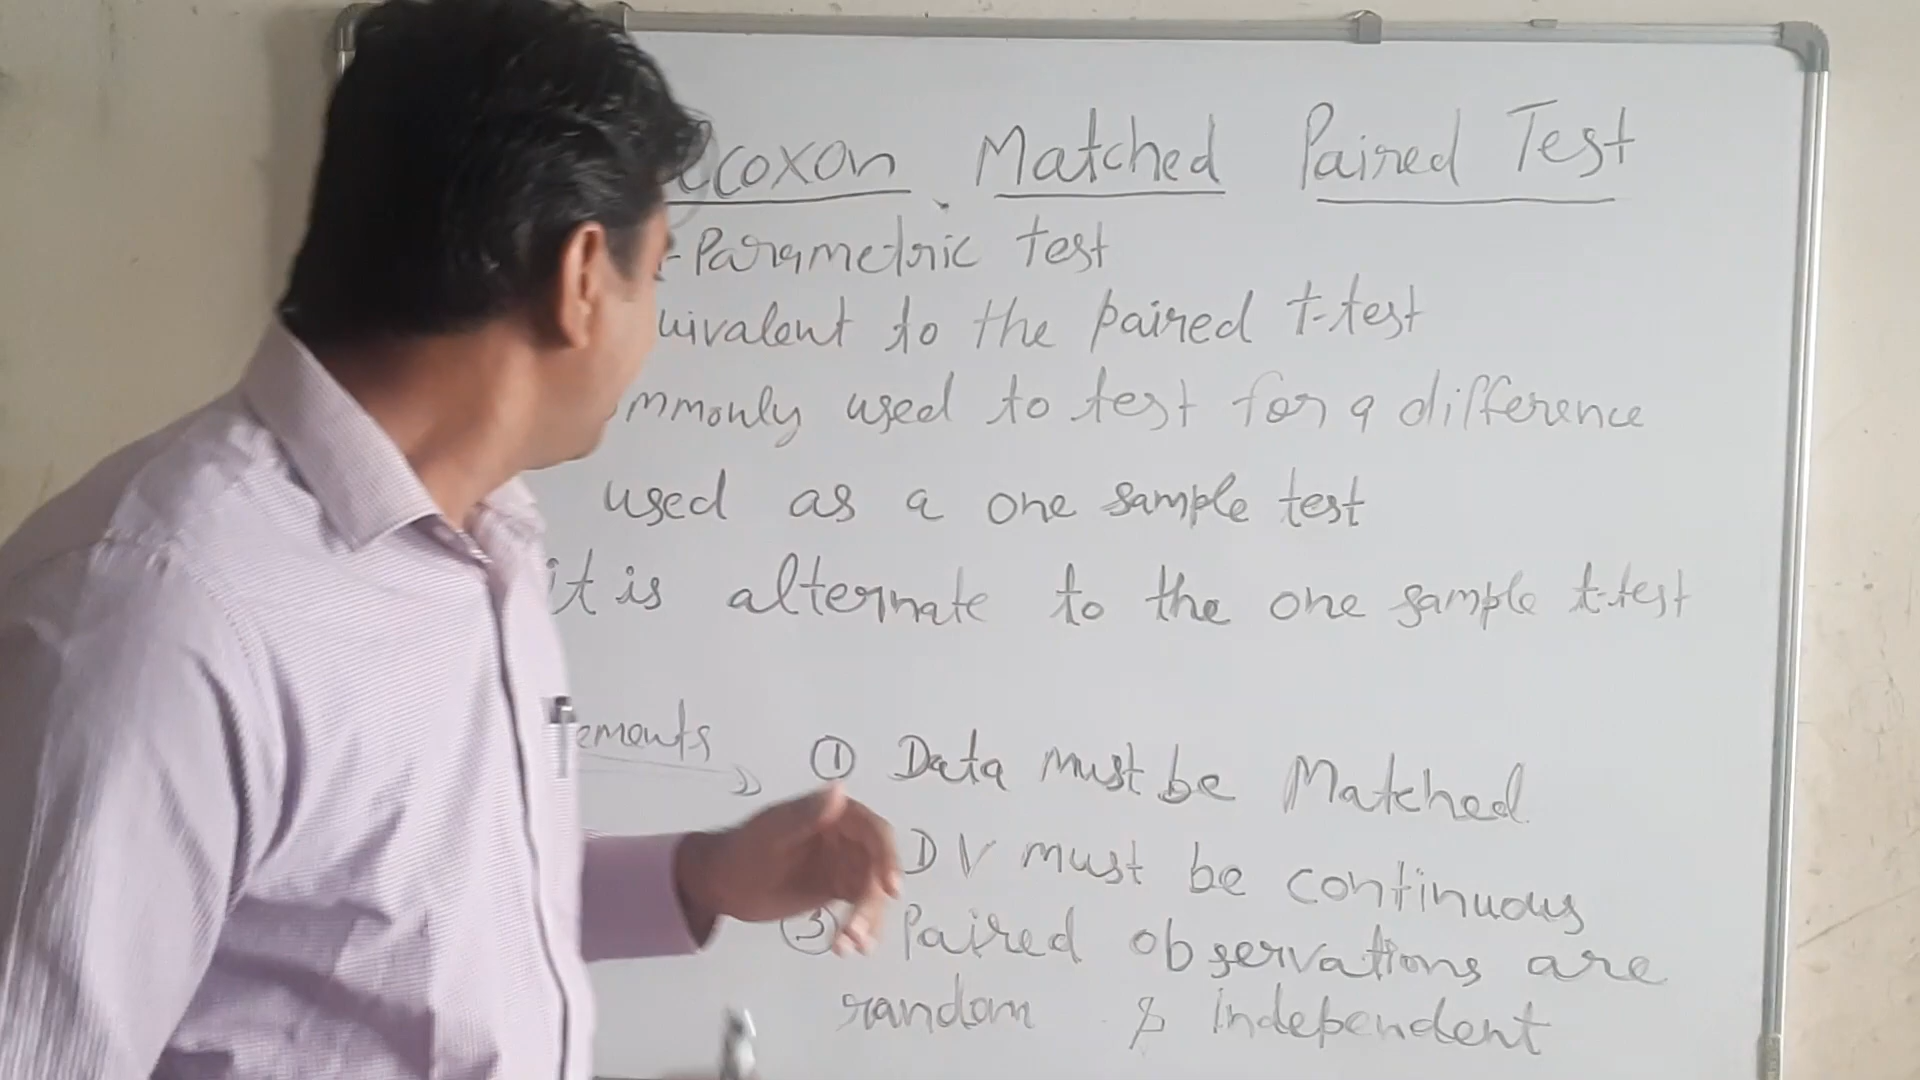 lcoxon Matched Paired Test
-Parametric test
uivalent to the paired t-test
mmonly used to test for a difference
used as a one sample test
it is alternate to the one sample t-test
ements
① Data must be Matched
DV must be continuous
③ Paired observations are
random & independent